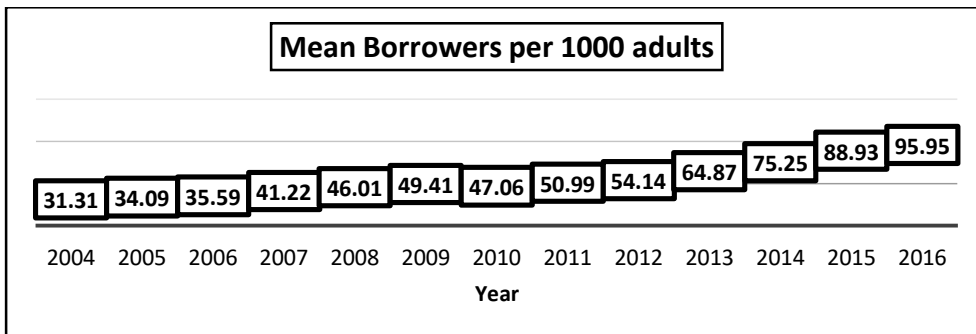 Mean Borrowers per 1000 adults
31.31 34.09 35.59 41.22 46.01 49.41 47.06 50.99 54.14 64.87 75.25 88.93 95.95
2004 2005 2006 2007 2008 2009 2010 2011 2012 2013 2014 2015 2016
Year